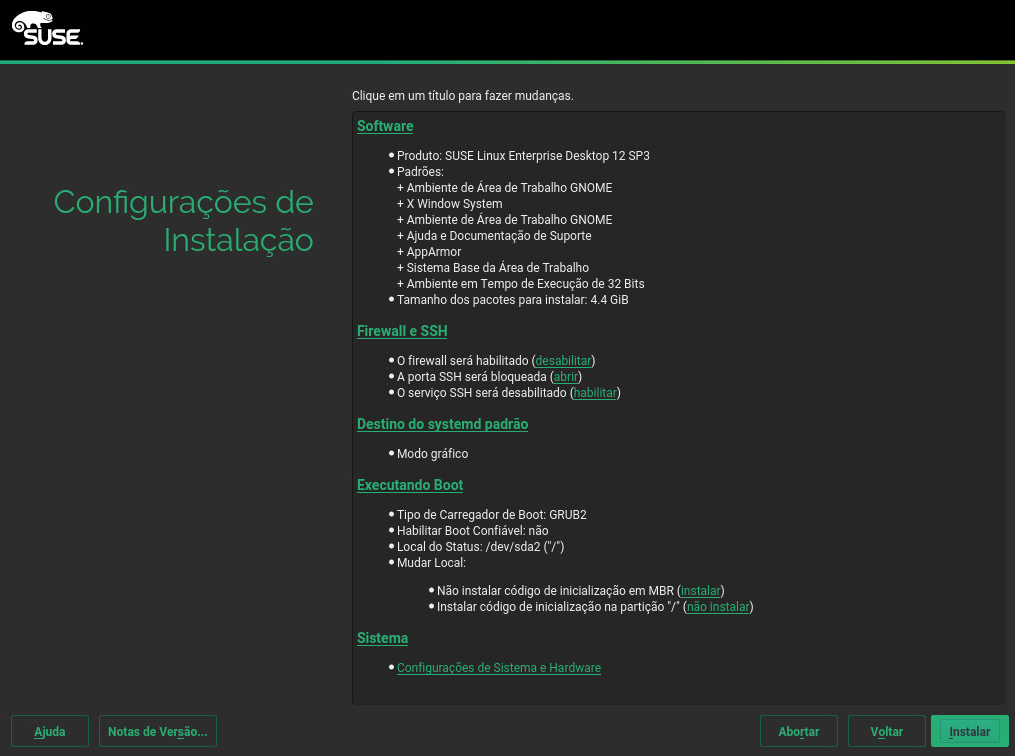 SUSE.
Clique em um título para fazer mudanças.
Configurações de
Instalação
Software
• Produto: SUSE Linux Enterprise Desktop 12 SP3
• Padrões:
+ Ambiente de Área de Trabalho GNOME
+ X Window System
+ Ambiente de Área de Trabalho GNOME
+ Ajuda e Documentação de Suporte
+ AppArmor
+ Sistema Base da Área de Trabalho
+ Ambiente em Tempo de Execução de 32 Bits
• Tamanho dos pacotes para instalar: 4.4 GiB
Firewall e SSH
• O firewall será habilitado (desabilitar)
• A porta SSH será bloqueada (abrir)
• O serviço SSH será desabilitado (habilitar)
Destino do systemd padrão
• Modo gráfico
Executando Boot
• Tipo de Carregador de Boot: GRUB2
• Habilitar Boot Confiável: não
• Local do Status: /dev/sda2 ("/")
• Mudar Local:
• Não instalar código de inicialização em MBR (instalar)
• Instalar código de inicialização na partição "/" (não instalar)
Sistema
• Configurações de Sistema e Hardware
Ajuda
Notas de Versão...
Abortar
Voltar
Instalar